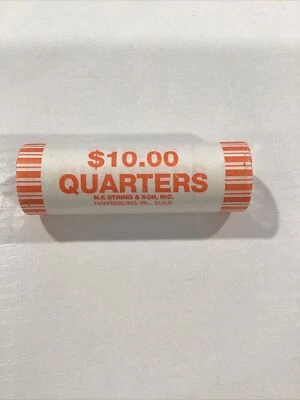 $10.00
QUARTERS
N.F. STRING & SON, INC.
HARRISBURG, PA., U.S.A